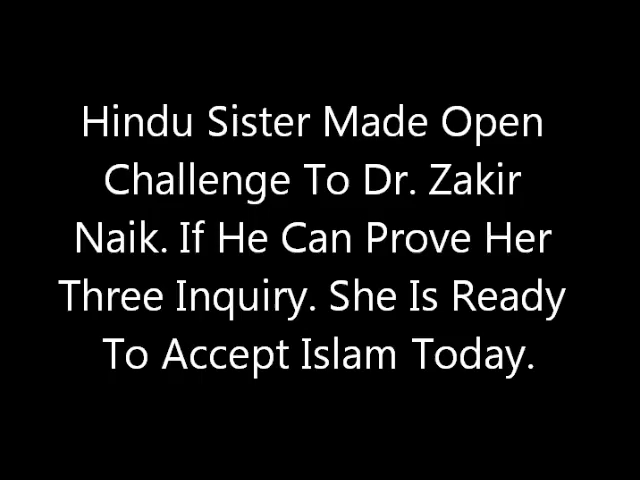 Hindu Sister Made Open
Challenge To Dr. Zakir
Naik. If He Can Prove Her
Three Inquiry. She Is Ready
To Accept Islam Today.